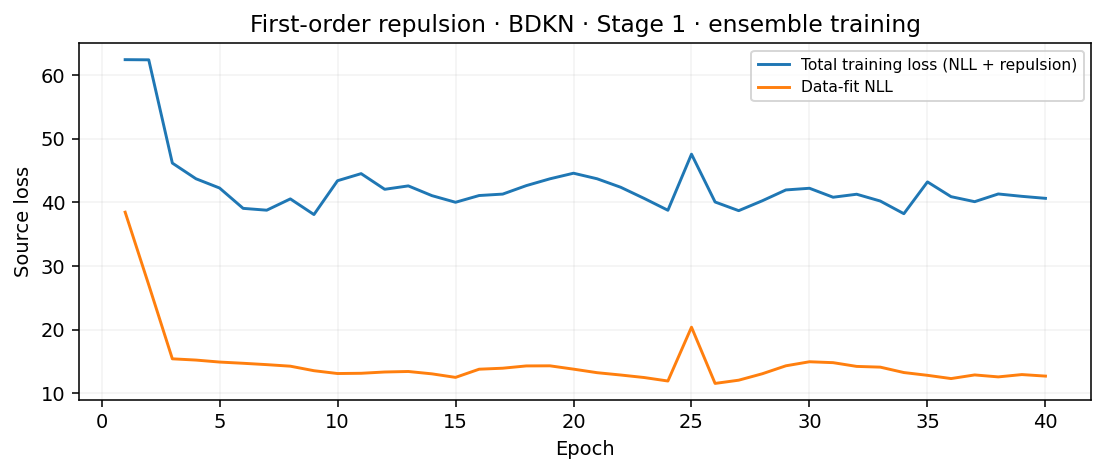 First-order repulsion · BDKN · Stage 1 · ensemble training
Total training loss (NLL + repulsion)
Data-fit NLL
Source loss
60
50
40
30
20
10
0 5 10 15 20 25 30 35 40
Epoch